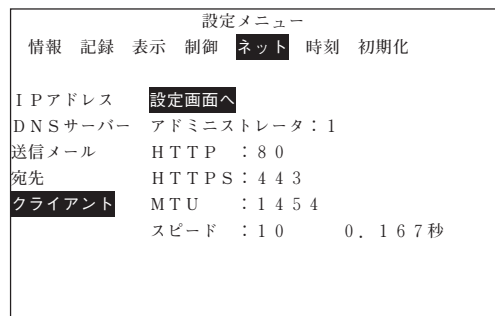 設定メニュー
情報 記録 表示 制御 ネット 時刻 初期化
IPアドレス 設定画面へ
DNSサーバー アドミニストレータ:1
送信メール HTTP :80
宛先 HTTPS:443
クライアント MTU :1454
スピード :10 0.167秒